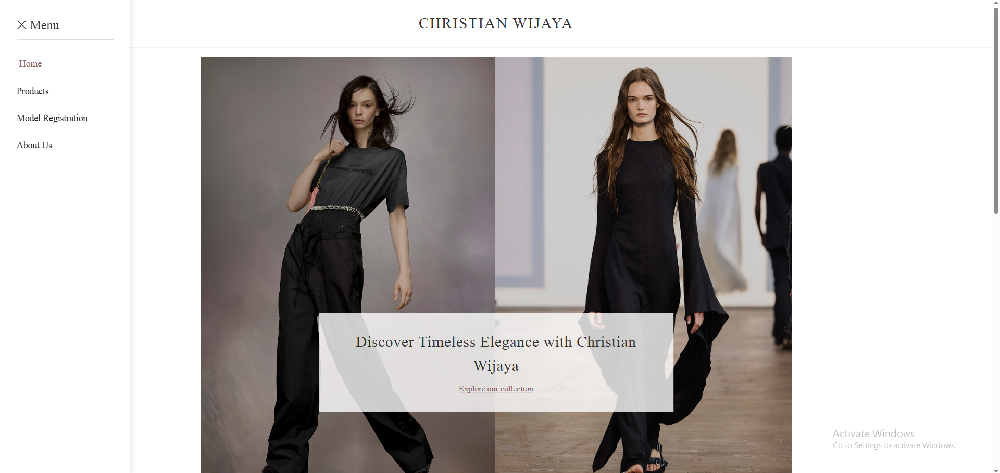 Menu
CHRISTIAN WIJAYA
Home
Products
Model Registration
About Us
Discover Timeless Elegance with Christian
Wijaya
Explore our collection
Activate Windows
Go to Settings to activate Windows.